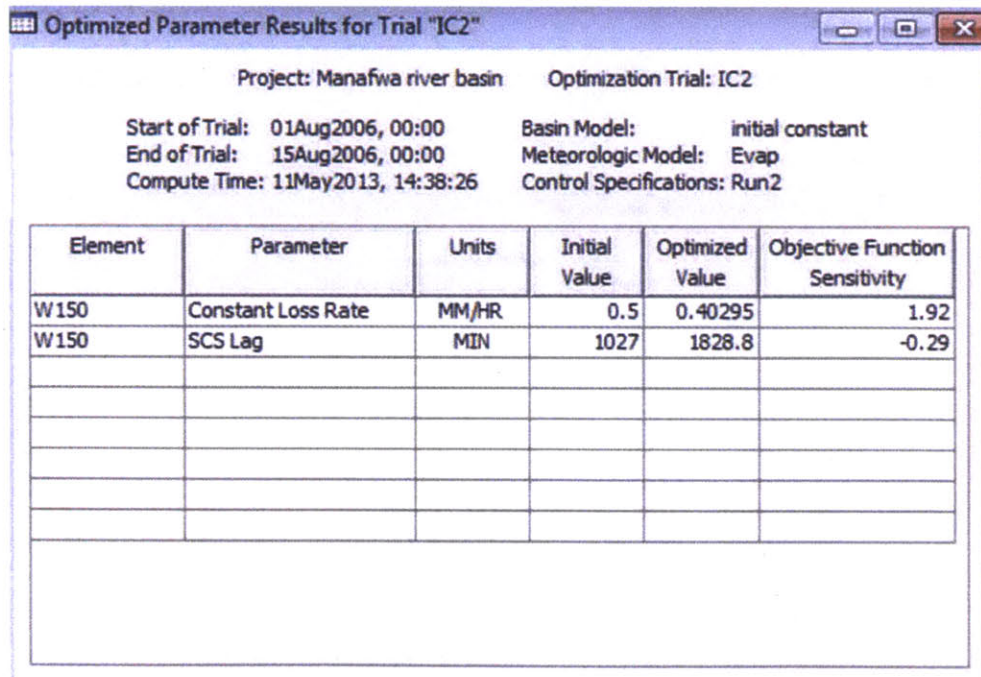 Optimized Parameter Results for Trial "IC2"
Project: Manafwa river basin Optimization Trial: IC2
Start of Trial: 01Aug2006, 00:00 Basin Model: initial constant
End of Trial: 15Aug2006, 00:00 Meteorologic Model: Evap
Compute Time: 11May2013, 14:38:26 Control Specifications: Run2
Element Parameter Units Initial Value Optimized Value Objective Function Sensitivity
W150 Constant Loss Rate MM/HR 0.5 0.40295 1.92
W150 SCS Lag MIN 1027 1828.8 -0.29